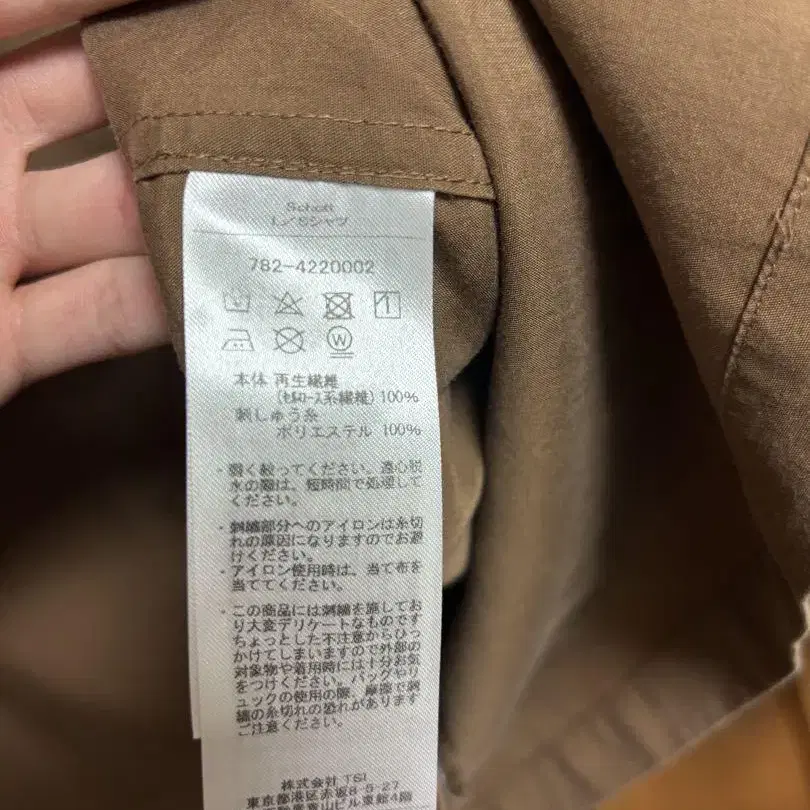 Schott
L/Sシャツ
782-4220002
W
本体 再生繊維
(セルロース系繊維) 100%
刺しゅう糸
ポリエステル 100%
・弱く絞ってください。遠心脱
水の際は、短時間で処理して
ください。
・刺繍部分へのアイロンは糸切
れの原因になりますのでお避
けください。
・アイロン使用時は、当て布を
当ててください。
・この商品には刺繍を施してお
り大変デリケートなものです
ちょっとした不注意からひっ
かけてしまいますので外部の
対象物や着用時には十分お気
をつけください。バッグやリ
ュックの使用の際、摩擦で刺
繍の糸切れの恐れがあります
ご注意ください。
株式会社 TSI
東京都港区赤坂8-5-27
青山ビル東館4階